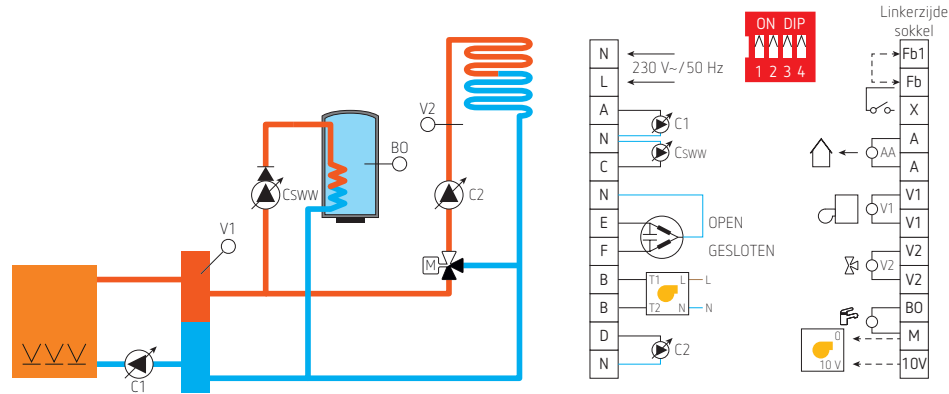 V1
C1
Csww
BO
V2
C2
M
N
L
A
N
C
N
E
F
B
B
D
N
230 V~/50 Hz
C1
Csww
OPEN
GESLOTEN
T1 L L
T2 N N
C2
ON DIP
1 2 3 4
Linkerzijde
sokkel
Fb1
Fb
X
A
A
V1
V1
V2
V2
BO
M
10V
AA
V1
V2
0
10 V